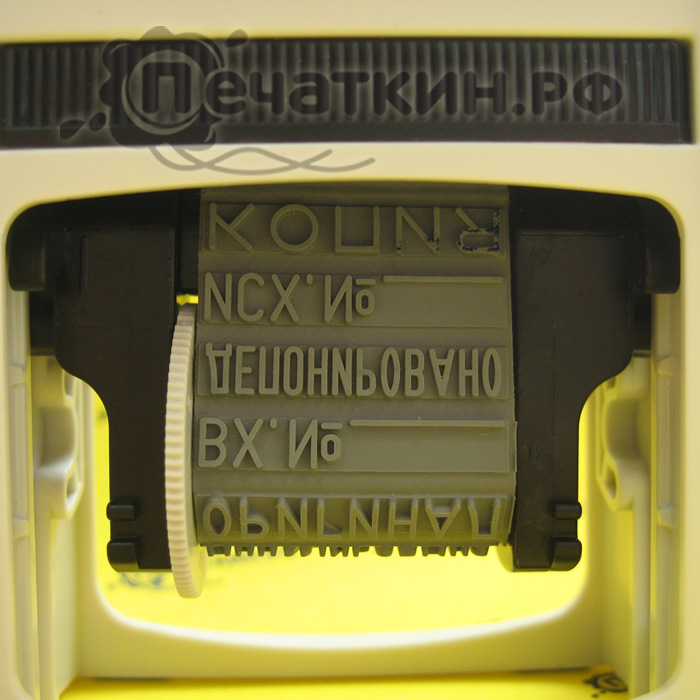 Печаткин.рф
КОПИЯ
ИСХ. №
ДЕПОНИРОВАНО
ВХ. №
ОРИГИНАЛ